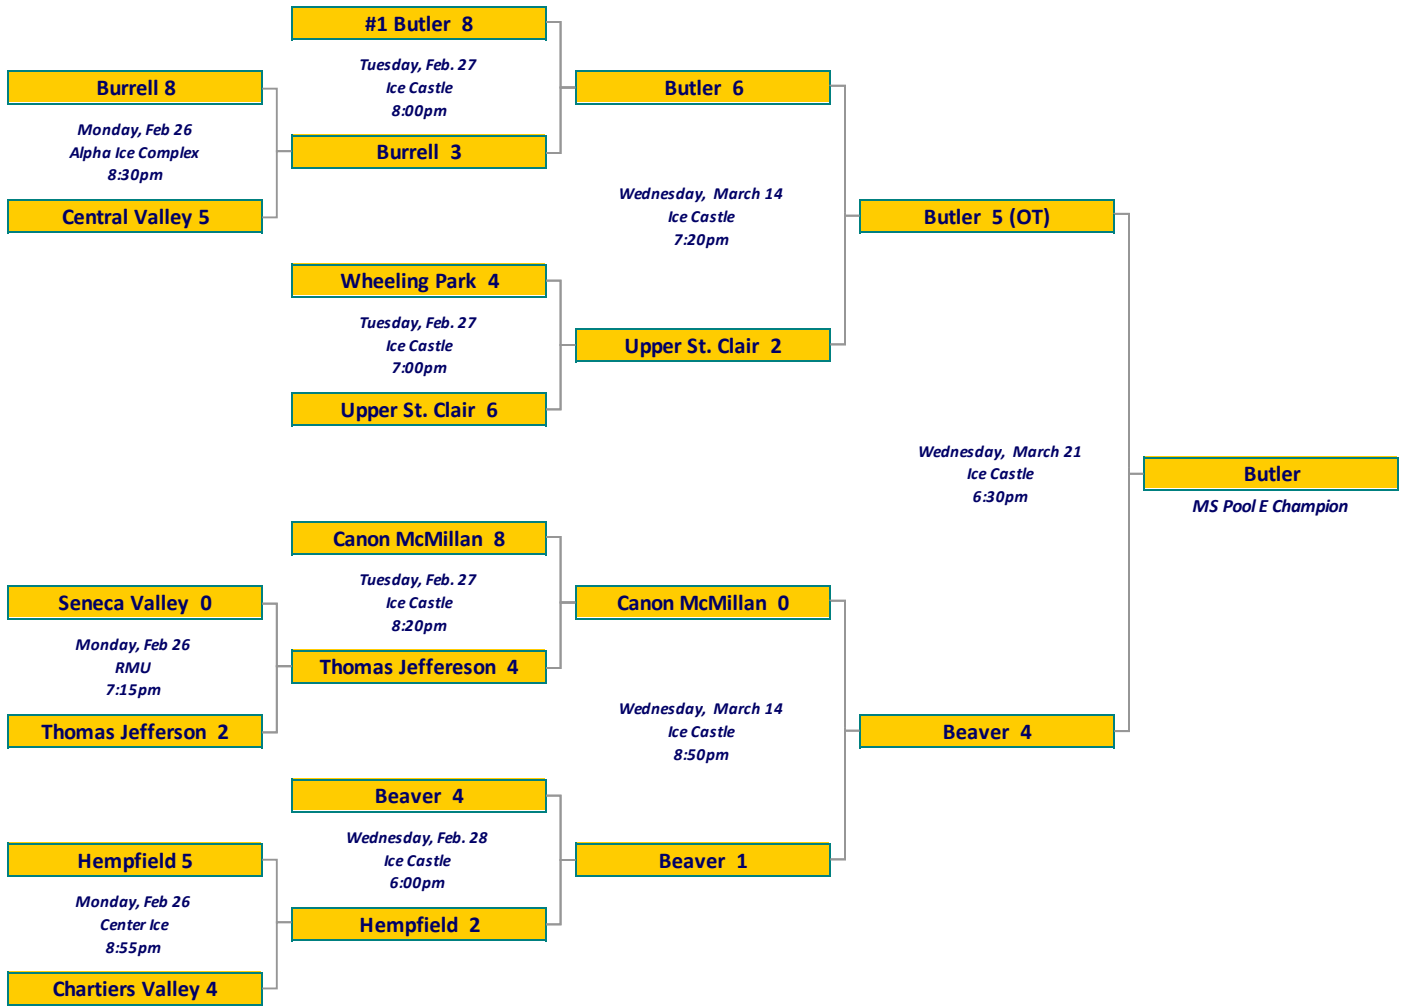 #1 Butler 8
Tuesday, Feb. 27
Ice Castle
8:00pm
Burrell 8
Monday, Feb 26
Alpha Ice Complex
8:30pm
Central Valley 5
Burrell 3
Butler 6
Wednesday, March 14
Ice Castle
7:20pm
Wheeling Park 4
Tuesday, Feb. 27
Ice Castle
7:00pm
Upper St. Clair 6
Upper St. Clair 2
Butler 5 (OT)
Wednesday, March 21
Ice Castle
6:30pm
Butler
MS Pool E Champion
Canon McMillan 8
Tuesday, Feb. 27
Ice Castle
8:20pm
Seneca Valley 0
Monday, Feb 26
RMU
7:15pm
Thomas Jefferson 2
Thomas Jeffereson 4
Canon McMillan 0
Wednesday, March 14
Ice Castle
8:50pm
Beaver 4
Beaver 4
Wednesday, Feb. 28
Ice Castle
6:00pm
Hempfield 5
Monday, Feb 26
Center Ice
8:55pm
Chartiers Valley 4
Hempfield 2
Beaver 1